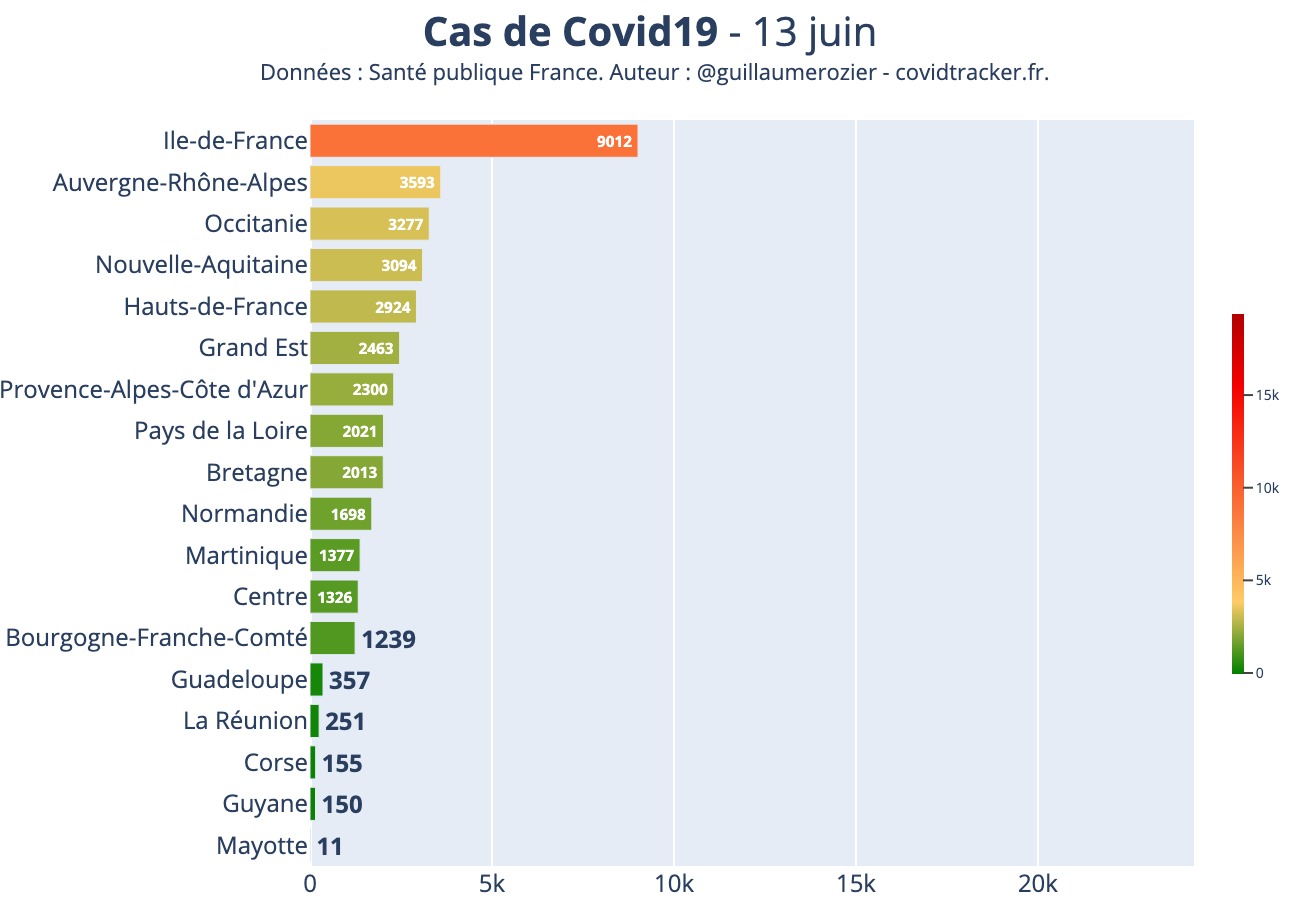 Cas de Covid19 - 13 juin
Données : Santé publique France. Auteur : @guillaumerozier - covidtracker.fr.
Ile-de-France 9012
Auvergne-Rhône-Alpes 3593
Occitanie 3277
Nouvelle-Aquitaine 3094
Hauts-de-France 2924
Grand Est 2463
Provence-Alpes-Côte d'Azur 2300
Pays de la Loire 2021
Bretagne 2013
Normandie 1698
Martinique 1377
Centre 1326
Bourgogne-Franche-Comté 1239
Guadeloupe 357
La Réunion 251
Corse 155
Guyane 150
Mayotte 11
0 5k 10k 15k 20k
15k
10k
5k
0